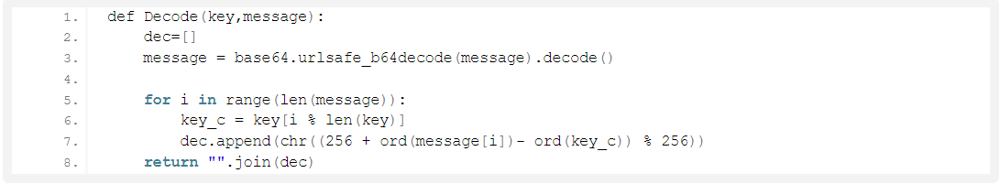 1. def Decode(key,message):
2.     dec=[]
3.     message = base64.urlsafe_b64decode(message).decode()
4.
5.     for i in range(len(message)):
6.         key_c = key[i % len(key)]
7.         dec.append(chr((256 + ord(message[i])- ord(key_c)) % 256))
8.     return "".join(dec)